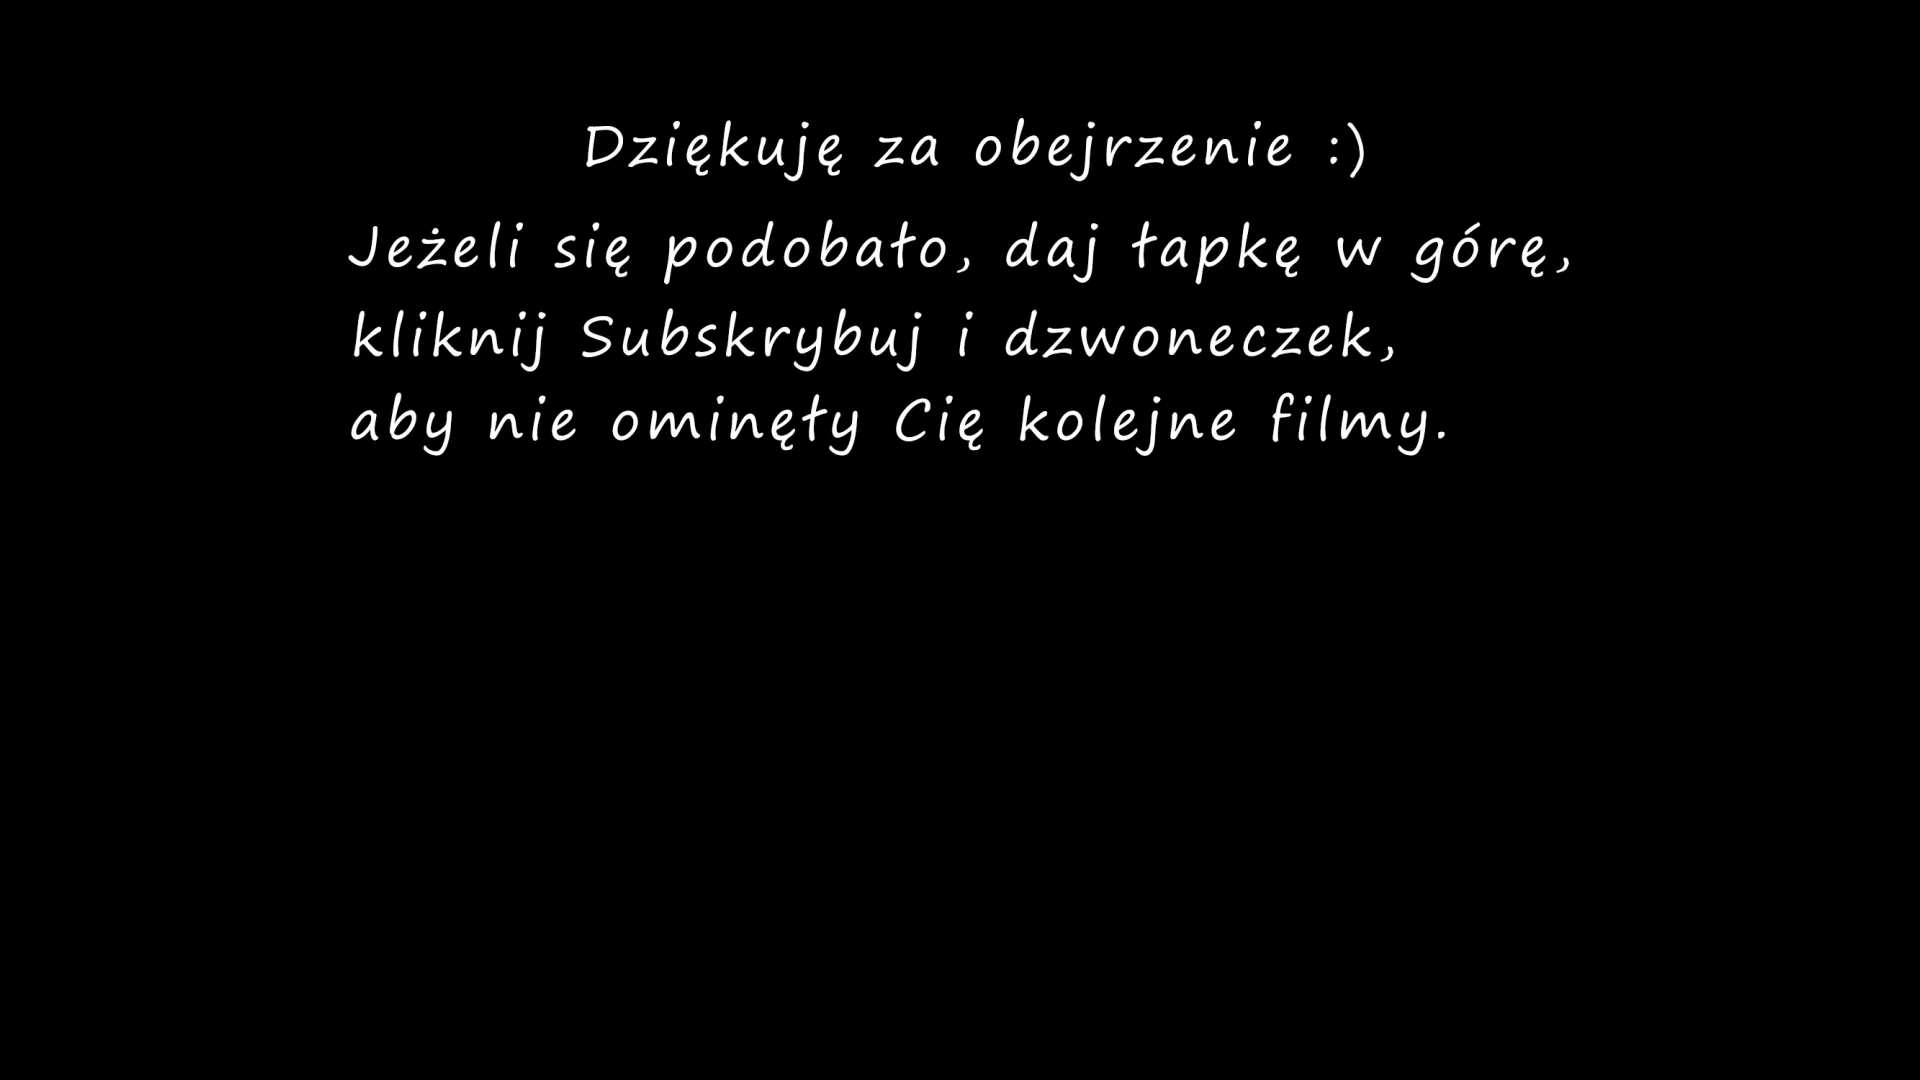 Dziękuję za obejrzenie :)
Jeżeli się podobało, daj łapkę w górę,
kliknij Subskrybuj i dzwoneczek,
aby nie ominęły Cię kolejne filmy.